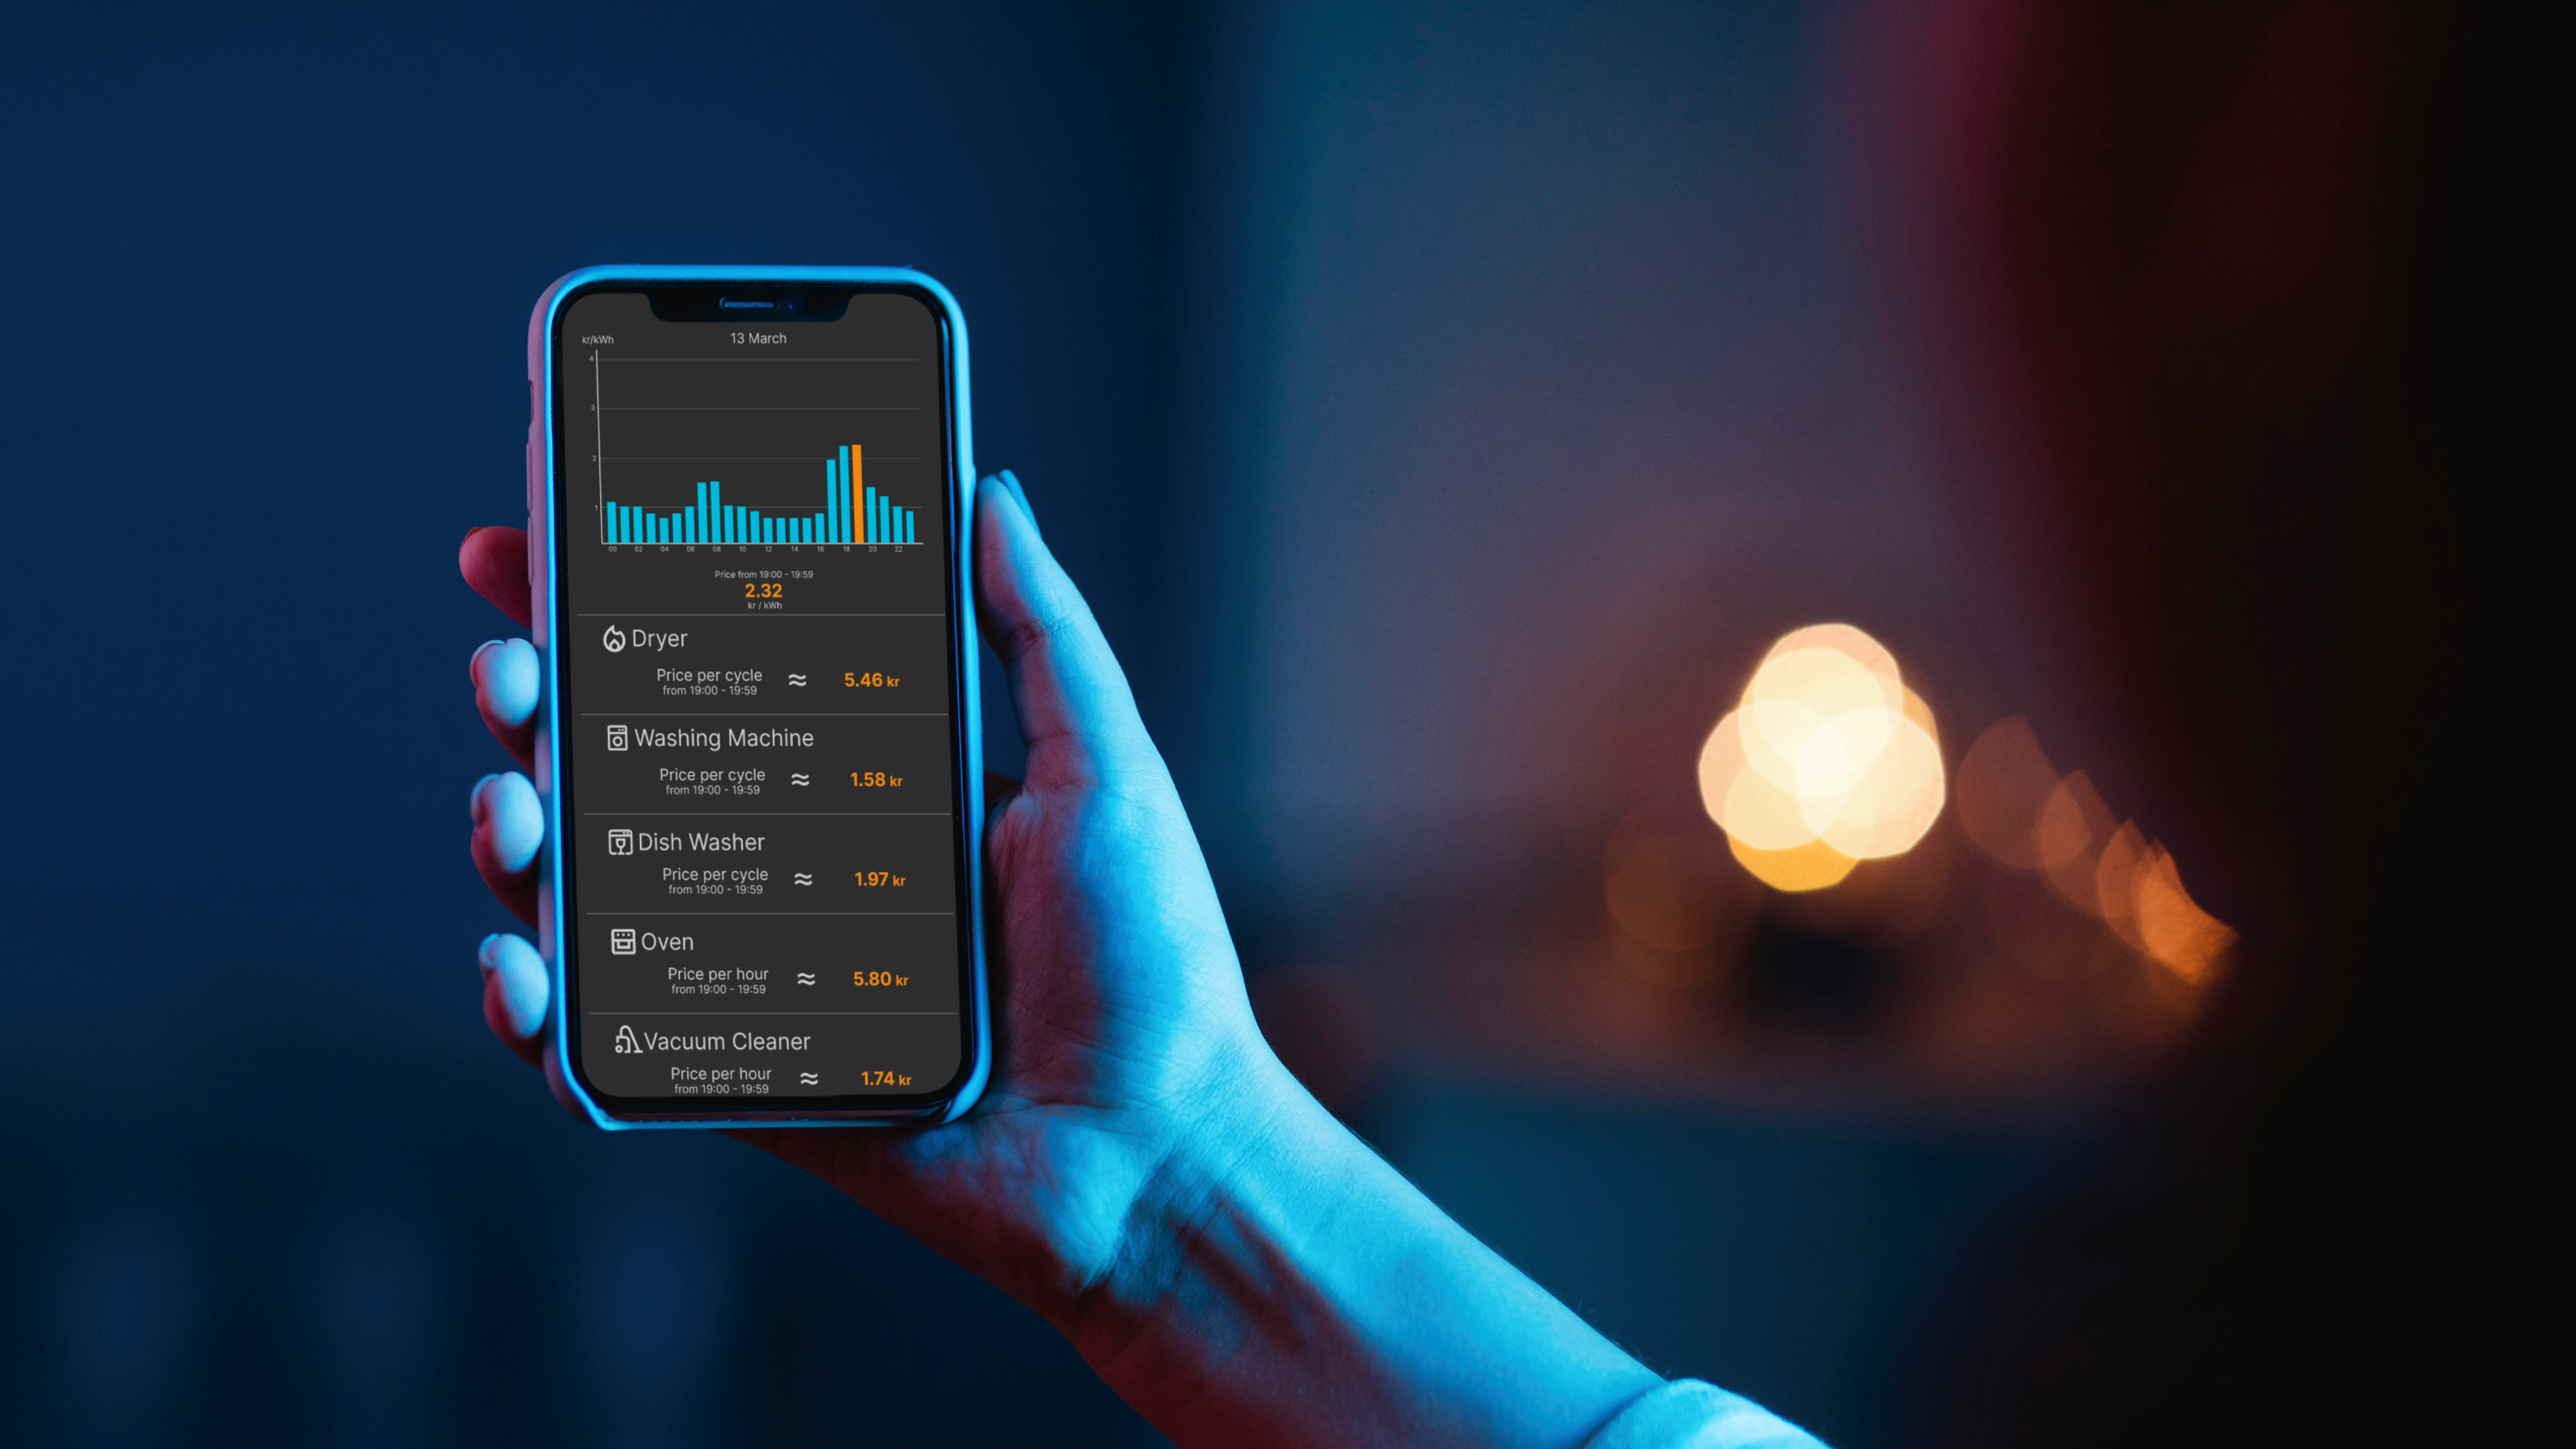 13 March
kr/kWh
4
3
2
1
00 02 04 06 08 10 12 14 16 18 20 22
Price from 19:00 - 19:59
2.32
kr / kWh
Dryer
Price per cycle ≈ 5.46 kr
from 19:00 - 19:59
Washing Machine
Price per cycle ≈ 1.58 kr
from 19:00 - 19:59
Dish Washer
Price per cycle ≈ 1.97 kr
from 19:00 - 19:59
Oven
Price per hour ≈ 5.80 kr
from 19:00 - 19:59
Vacuum Cleaner
Price per hour ≈ 1.74 kr
from 19:00 - 19:59